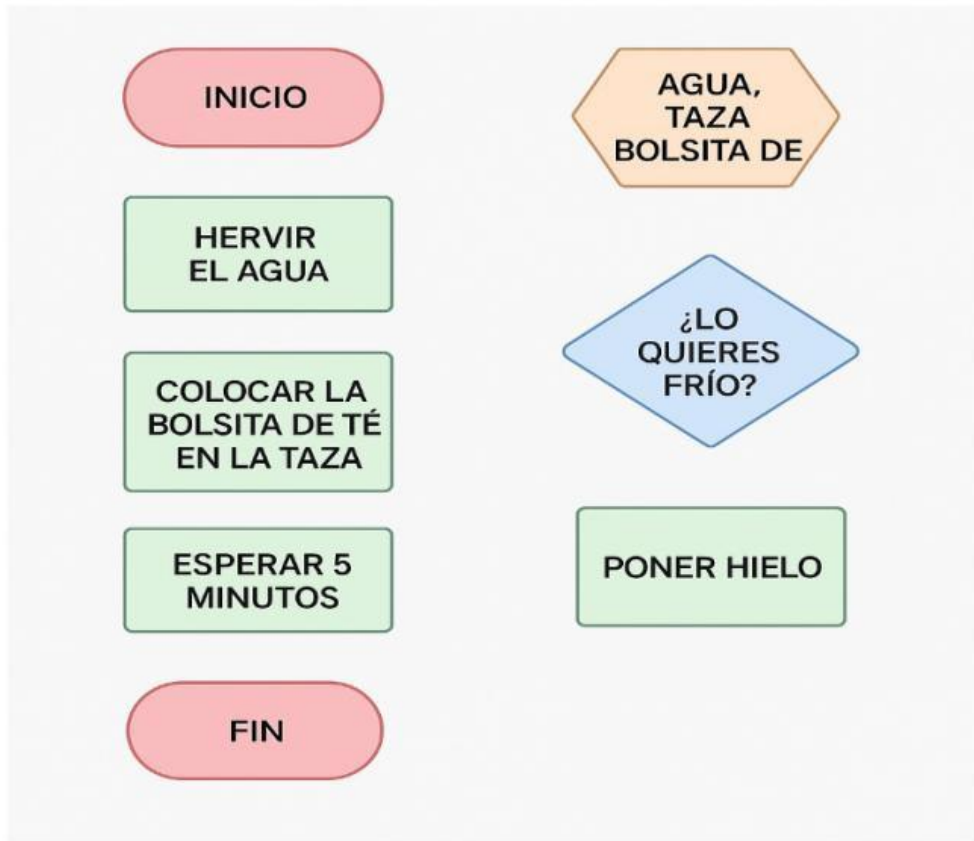 INICIO
HERVIR
EL AGUA
COLOCAR LA
BOLSITA DE TÉ
EN LA TAZA
ESPERAR 5
MINUTOS
FIN
AGUA,
TAZA
BOLSITA DE
¿LO
QUIERES
FRÍO?
PONER HIELO